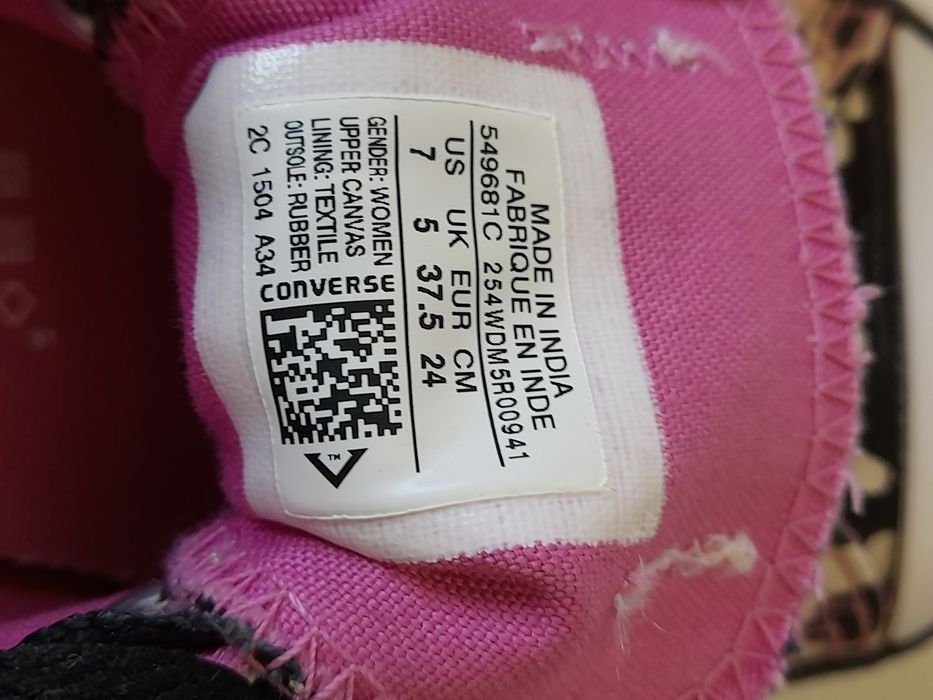 MADE IN INDIA
FABRIQUE EN INDE
549681C 254WDM5R00941
US UK EUR CM
7 5 37.5 24
GENDER: WOMEN
UPPER CANVAS
LINING: TEXTILE
OUTSOLE: RUBBER
2C 1504 A34
CONVERSE
TM